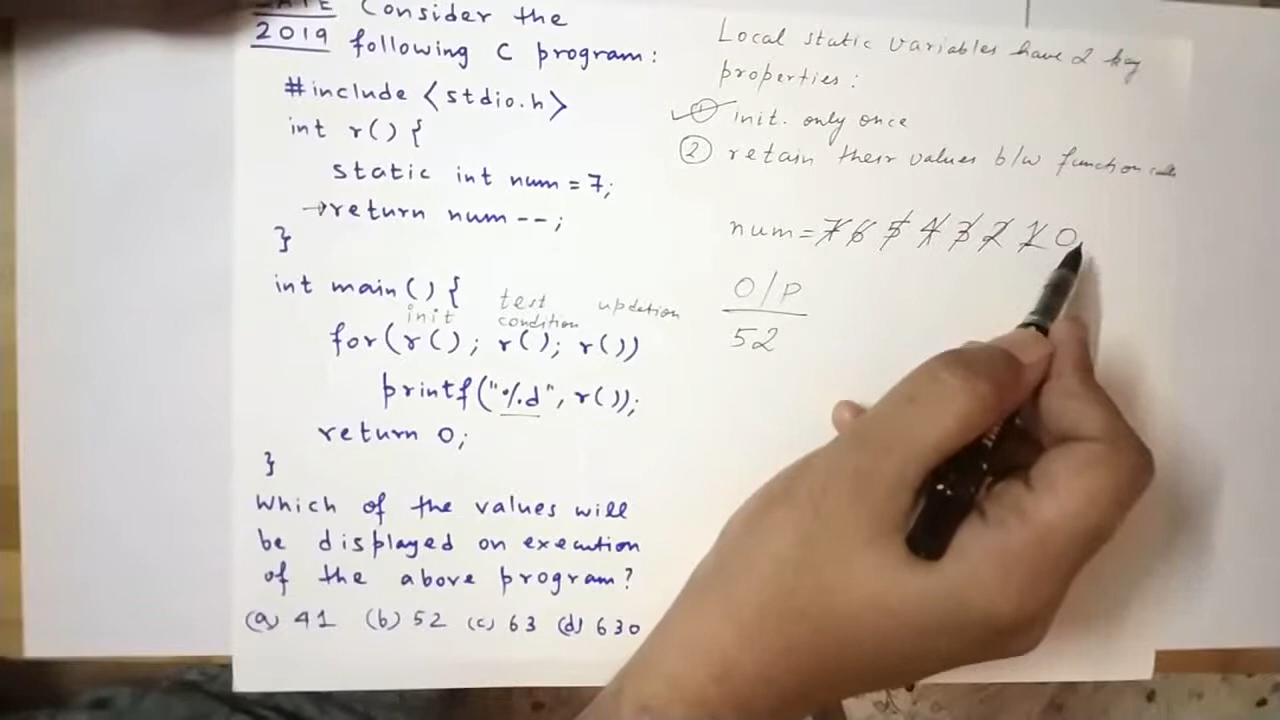 GATE Consider the
2019 following C program:
#include <stdio.h>
int r() {
static int num = 7;
→return num --;
}
int main() {
init test condition updation
for(r(); r(); r())
printf("%d", r());
return 0;
}
Which of the values will
be displayed on execution
of the above program?
(a) 41 (b) 52 (c) 63 (d) 630
Local static variables have 2 key
properties:
① init. only once
② retain their values b/w function calls
num = 7 6 5 4 3 2 1 0
O/P
52